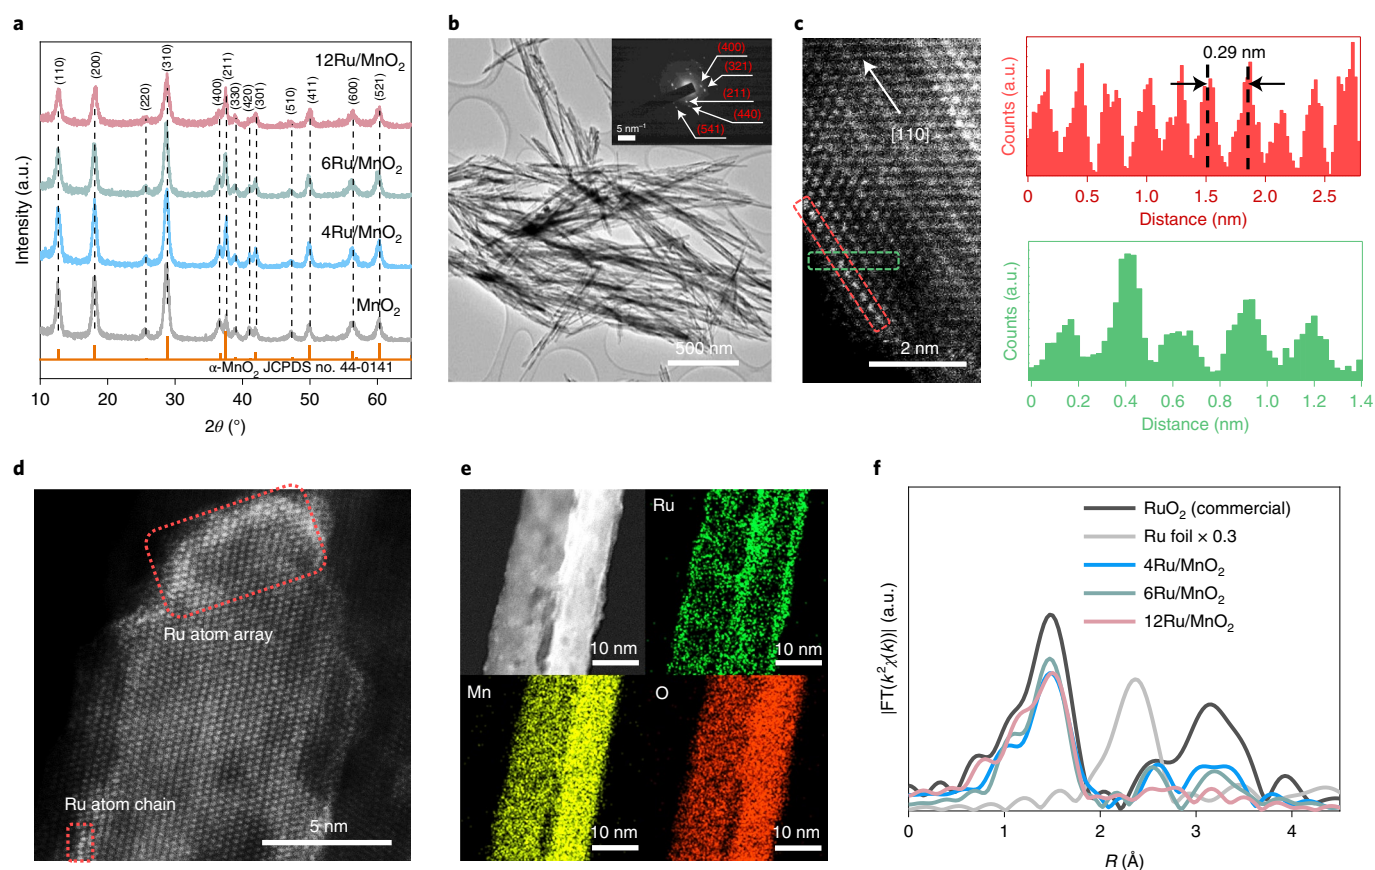 a
12Ru/MnO₂
(110)
(200)
(220)
(310)
(400)
(211)
(330)
(420)
(301)
(510)
(411)
(600)
(521)
6Ru/MnO₂
4Ru/MnO₂
MnO₂
α-MnO₂ JCPDS no. 44-0141
Intensity (a.u.)
10 20 30 40 50 60
2θ (°)
b
(400)
(321)
(211)
(440)
(541)
5 nm⁻¹
500 nm
c
[110]
2 nm
0.29 nm
Counts (a.u.)
0 0.5 1.0 1.5 2.0 2.5
Distance (nm)
Counts (a.u.)
0 0.2 0.4 0.6 0.8 1.0 1.2 1.4
Distance (nm)
d
Ru atom array
Ru atom chain
5 nm
e
Ru
10 nm
10 nm
Mn
O
10 nm
10 nm
f
RuO₂ (commercial)
Ru foil × 0.3
4Ru/MnO₂
6Ru/MnO₂
12Ru/MnO₂
|FT(k²χ(k))| (a.u.)
0 1 2 3 4
R (Å)